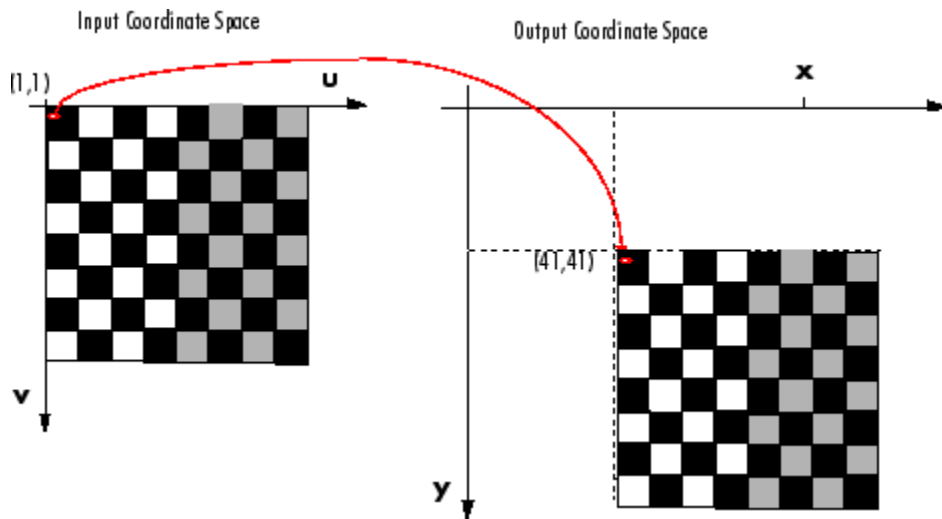 Input Coordinate Space
Output Coordinate Space
(1,1)
u
x
(41,41)
v
y